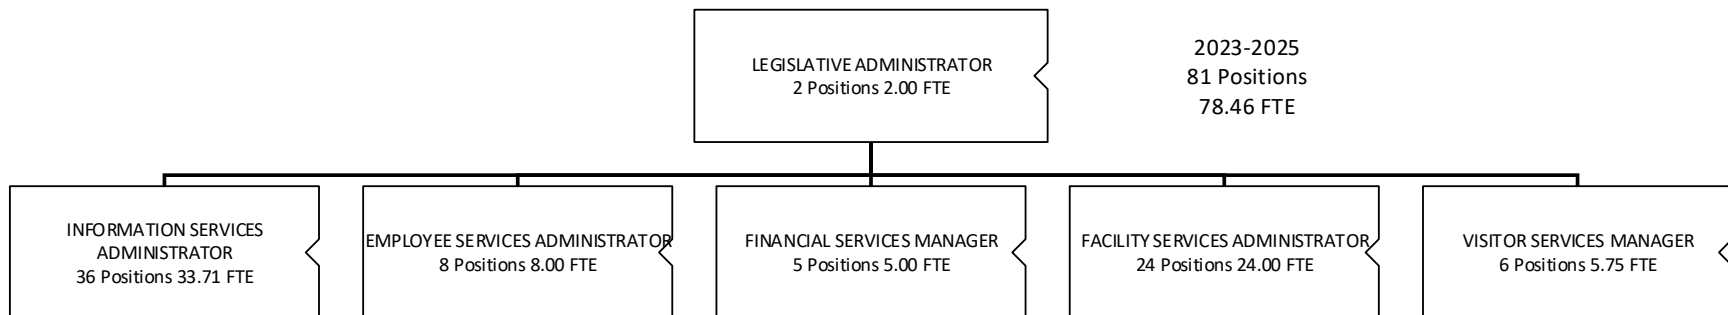 LEGISLATIVE ADMINISTRATOR
2 Positions 2.00 FTE
2023-2025
81 Positions
78.46 FTE
INFORMATION SERVICES
ADMINISTRATOR
36 Positions 33.71 FTE
EMPLOYEE SERVICES ADMINISTRATOR
8 Positions 8.00 FTE
FINANCIAL SERVICES MANAGER
5 Positions 5.00 FTE
FACILITY SERVICES ADMINISTRATOR
24 Positions 24.00 FTE
VISITOR SERVICES MANAGER
6 Positions 5.75 FTE